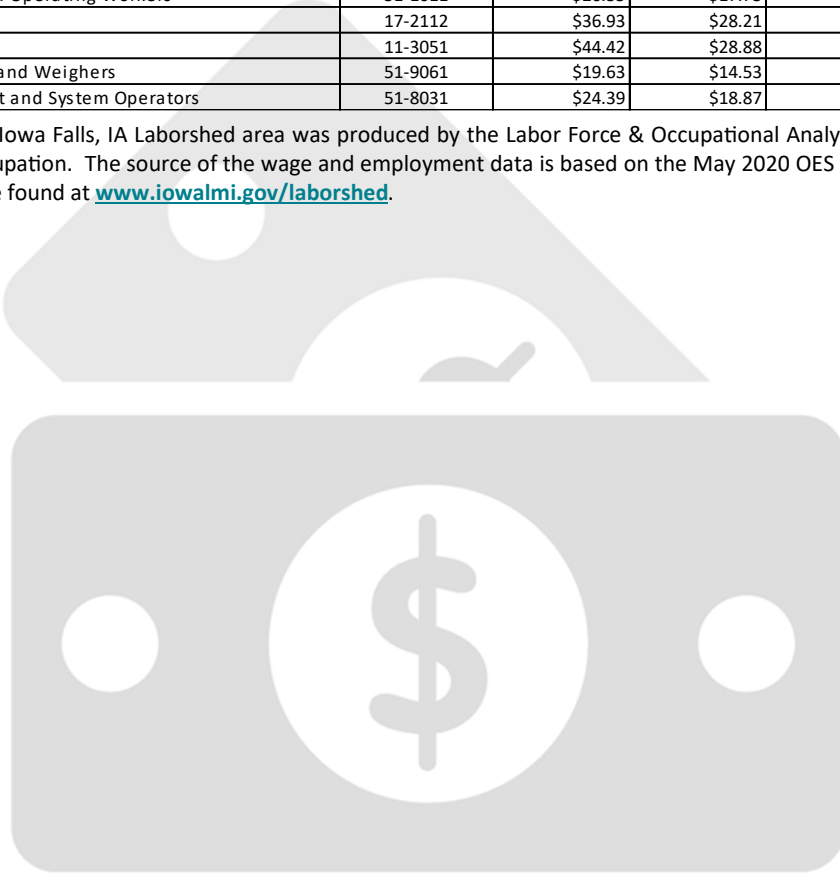 Operating Workers
17-2112 $36.93 $28.21
11-3051 $44.42 $28.88
and Weighers 51-9061 $19.63 $14.53
t and System Operators 51-8031 $24.39 $18.87
Iowa Falls, IA Laborshed area was produced by the Labor Force & Occupational Analy
upation. The source of the wage and employment data is based on the May 2020 OES
e found at www.iowalmi.gov/laborshed.
$